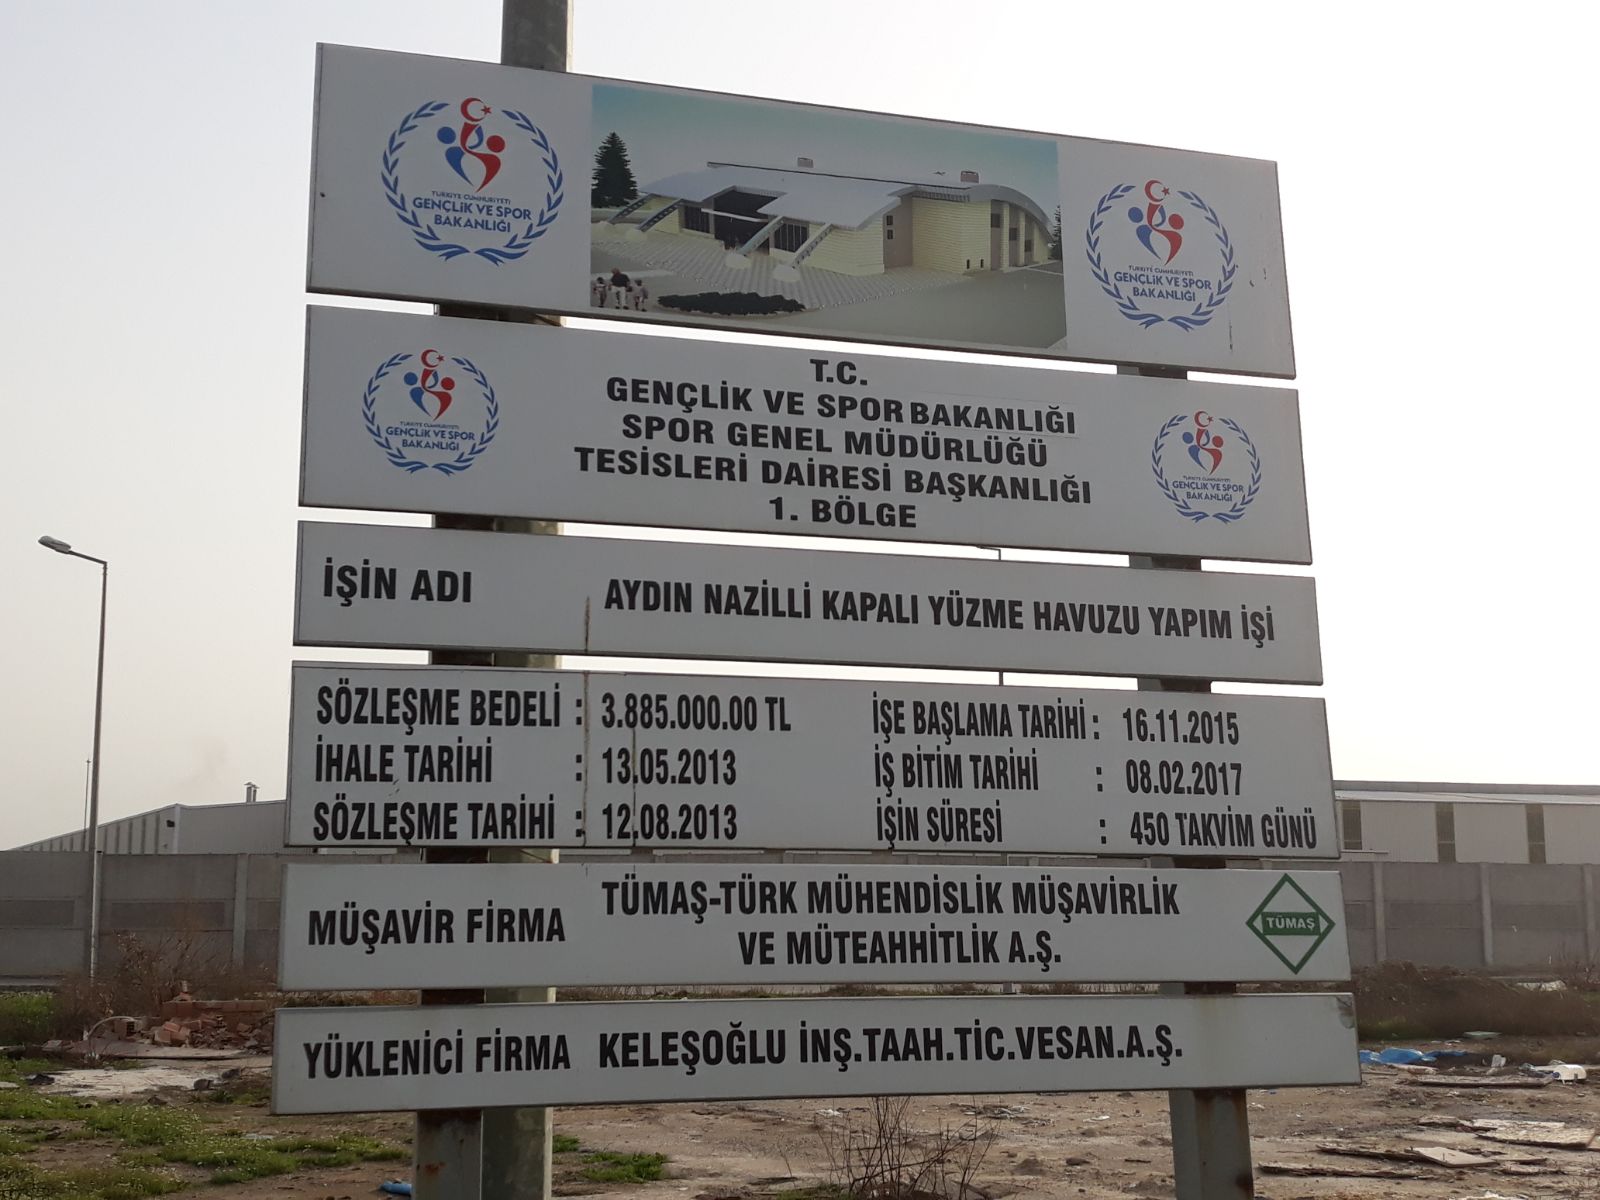 TÜRKİYE CUMHURİYETİ
GENÇLİK VE SPOR
BAKANLIĞI
TÜRKİYE CUMHURİYETİ
GENÇLİK VE SPOR
BAKANLIĞI
TÜRKİYE CUMHURİYETİ
GENÇLİK VE SPOR
BAKANLIĞI
T.C.
GENÇLİK VE SPOR BAKANLIĞI
SPOR GENEL MÜDÜRLÜĞÜ
TESİSLERİ DAİRESİ BAŞKANLIĞI
1. BÖLGE
TÜRKİYE CUMHURİYETİ
GENÇLİK VE SPOR
BAKANLIĞI
İŞİN ADI AYDIN NAZİLLİ KAPALI YÜZME HAVUZU YAPIM İŞİ
SÖZLEŞME BEDELİ : 3.885.000.00 TL İŞE BAŞLAMA TARİHİ : 16.11.2015
İHALE TARİHİ : 13.05.2013 İŞ BİTİM TARİHİ : 08.02.2017
SÖZLEŞME TARİHİ : 12.08.2013 İŞİN SÜRESİ : 450 TAKVİM GÜNÜ
MÜŞAVİR FİRMA TÜMAŞ-TÜRK MÜHENDİSLİK MÜŞAVİRLİK
VE MÜTEAHHİTLİK A.Ş.
TÜMAŞ
YÜKLENİCİ FİRMA KELEŞOĞLU İNŞ.TAAH.TİC.VESAN.A.Ş.